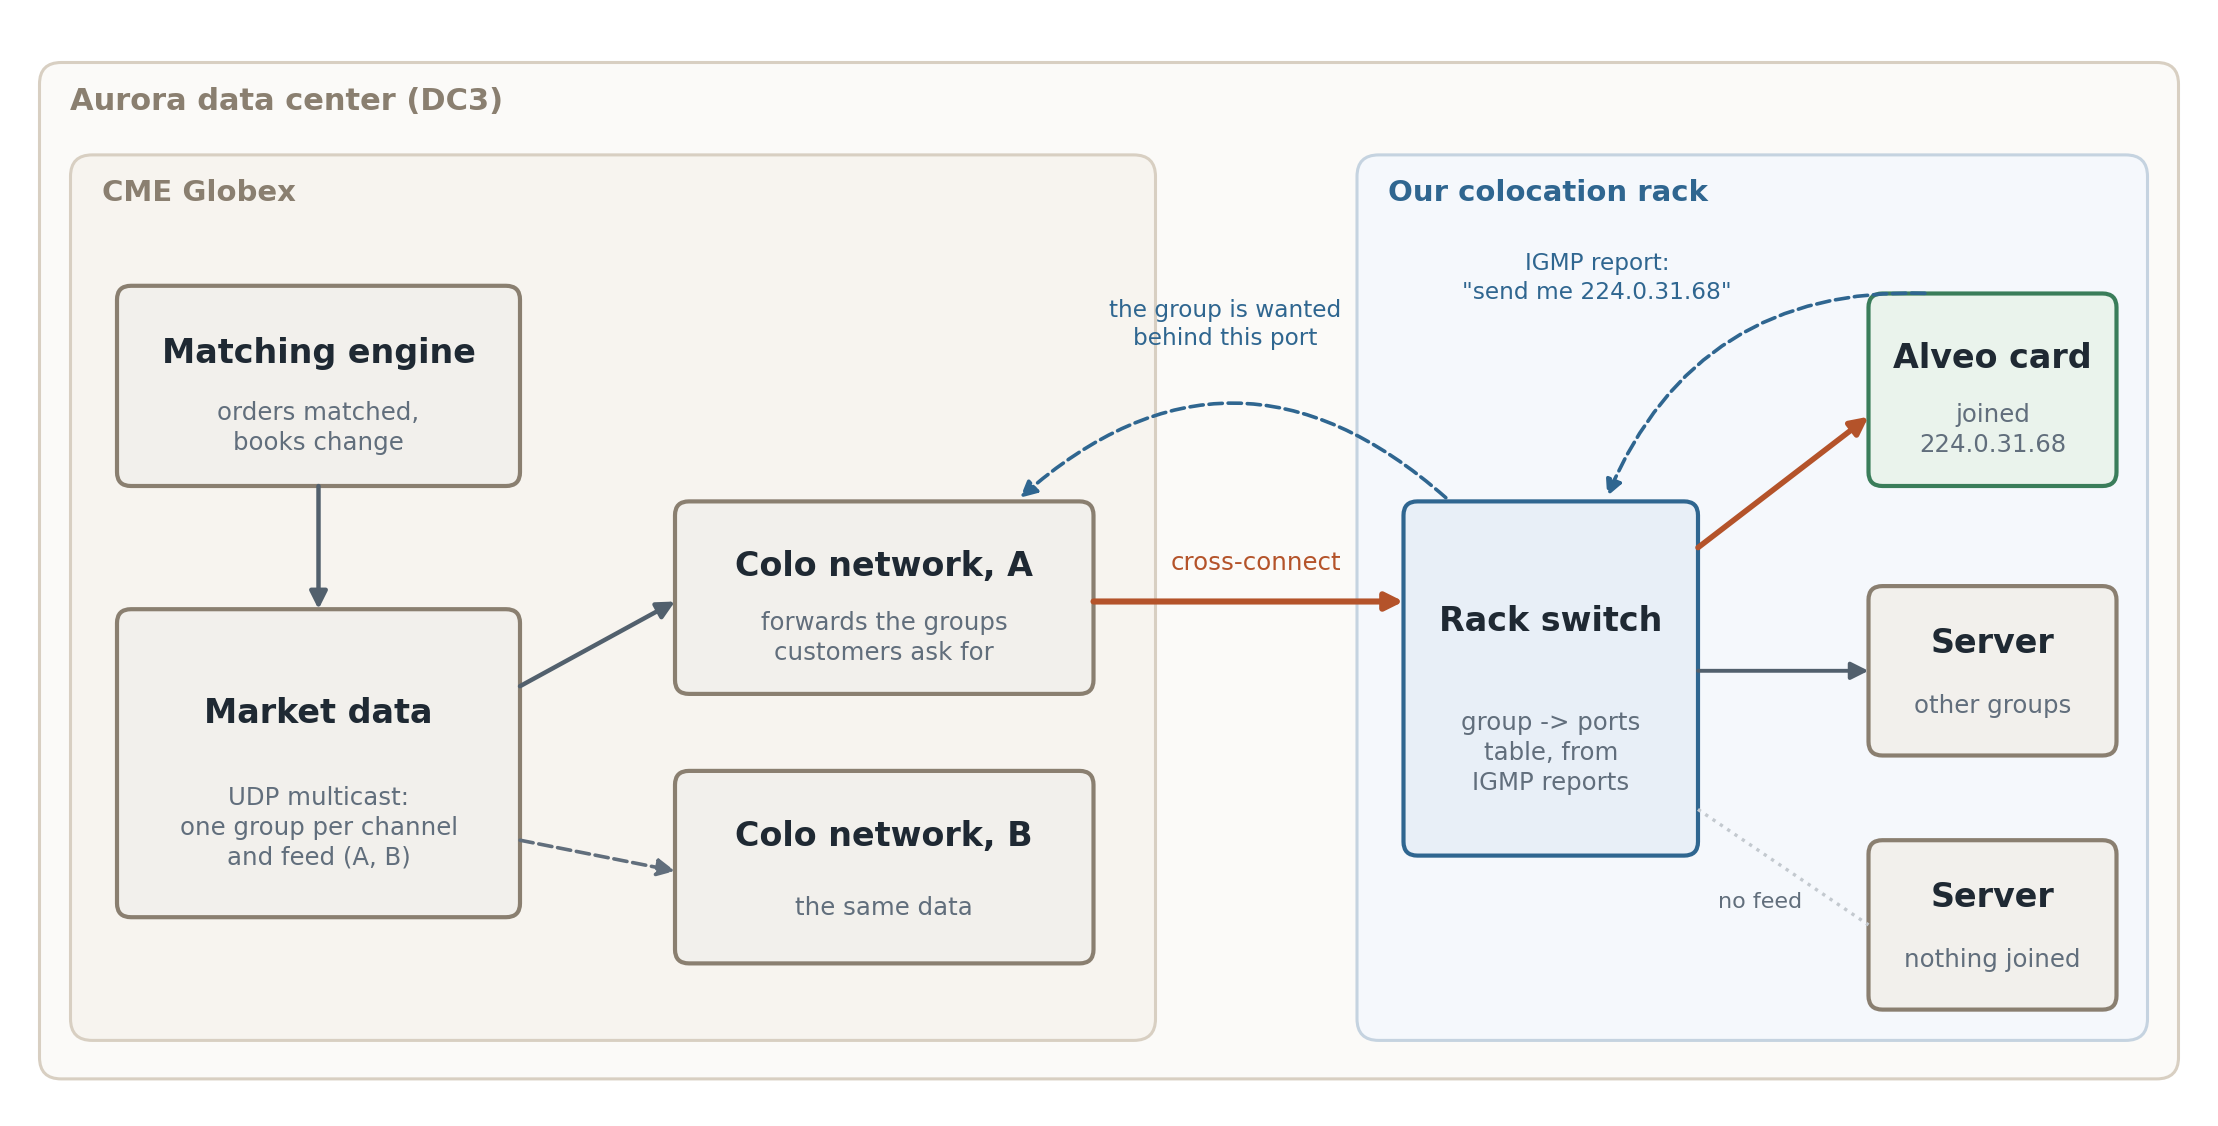 Aurora data center (DC3)
CME Globex
Matching engine
orders matched,
books change
Market data
UDP multicast:
one group per channel
and feed (A, B)
Colo network, A
forwards the groups
customers ask for
Colo network, B
the same data
the group is wanted
behind this port
cross-connect
Our colocation rack
IGMP report:
"send me 224.0.31.68"
Rack switch
group -> ports
table, from
IGMP reports
Alveo card
joined
224.0.31.68
Server
other groups
no feed
Server
nothing joined